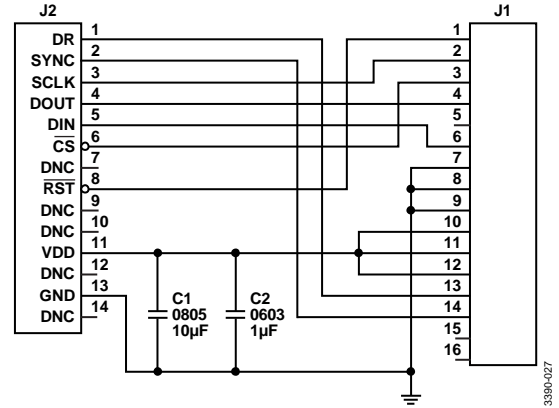 J2
J1
DR 1
SYNC 2
SCLK 3
DOUT 4
DIN 5
CS 6
DNC 7
RST 8
DNC 9
DNC 10
VDD 11
DNC 12
GND 13
DNC 14
C1
0805
10µF
C2
0603
1µF
1
2
3
4
5
6
7
8
9
10
11
12
13
14
15
16
3390-027